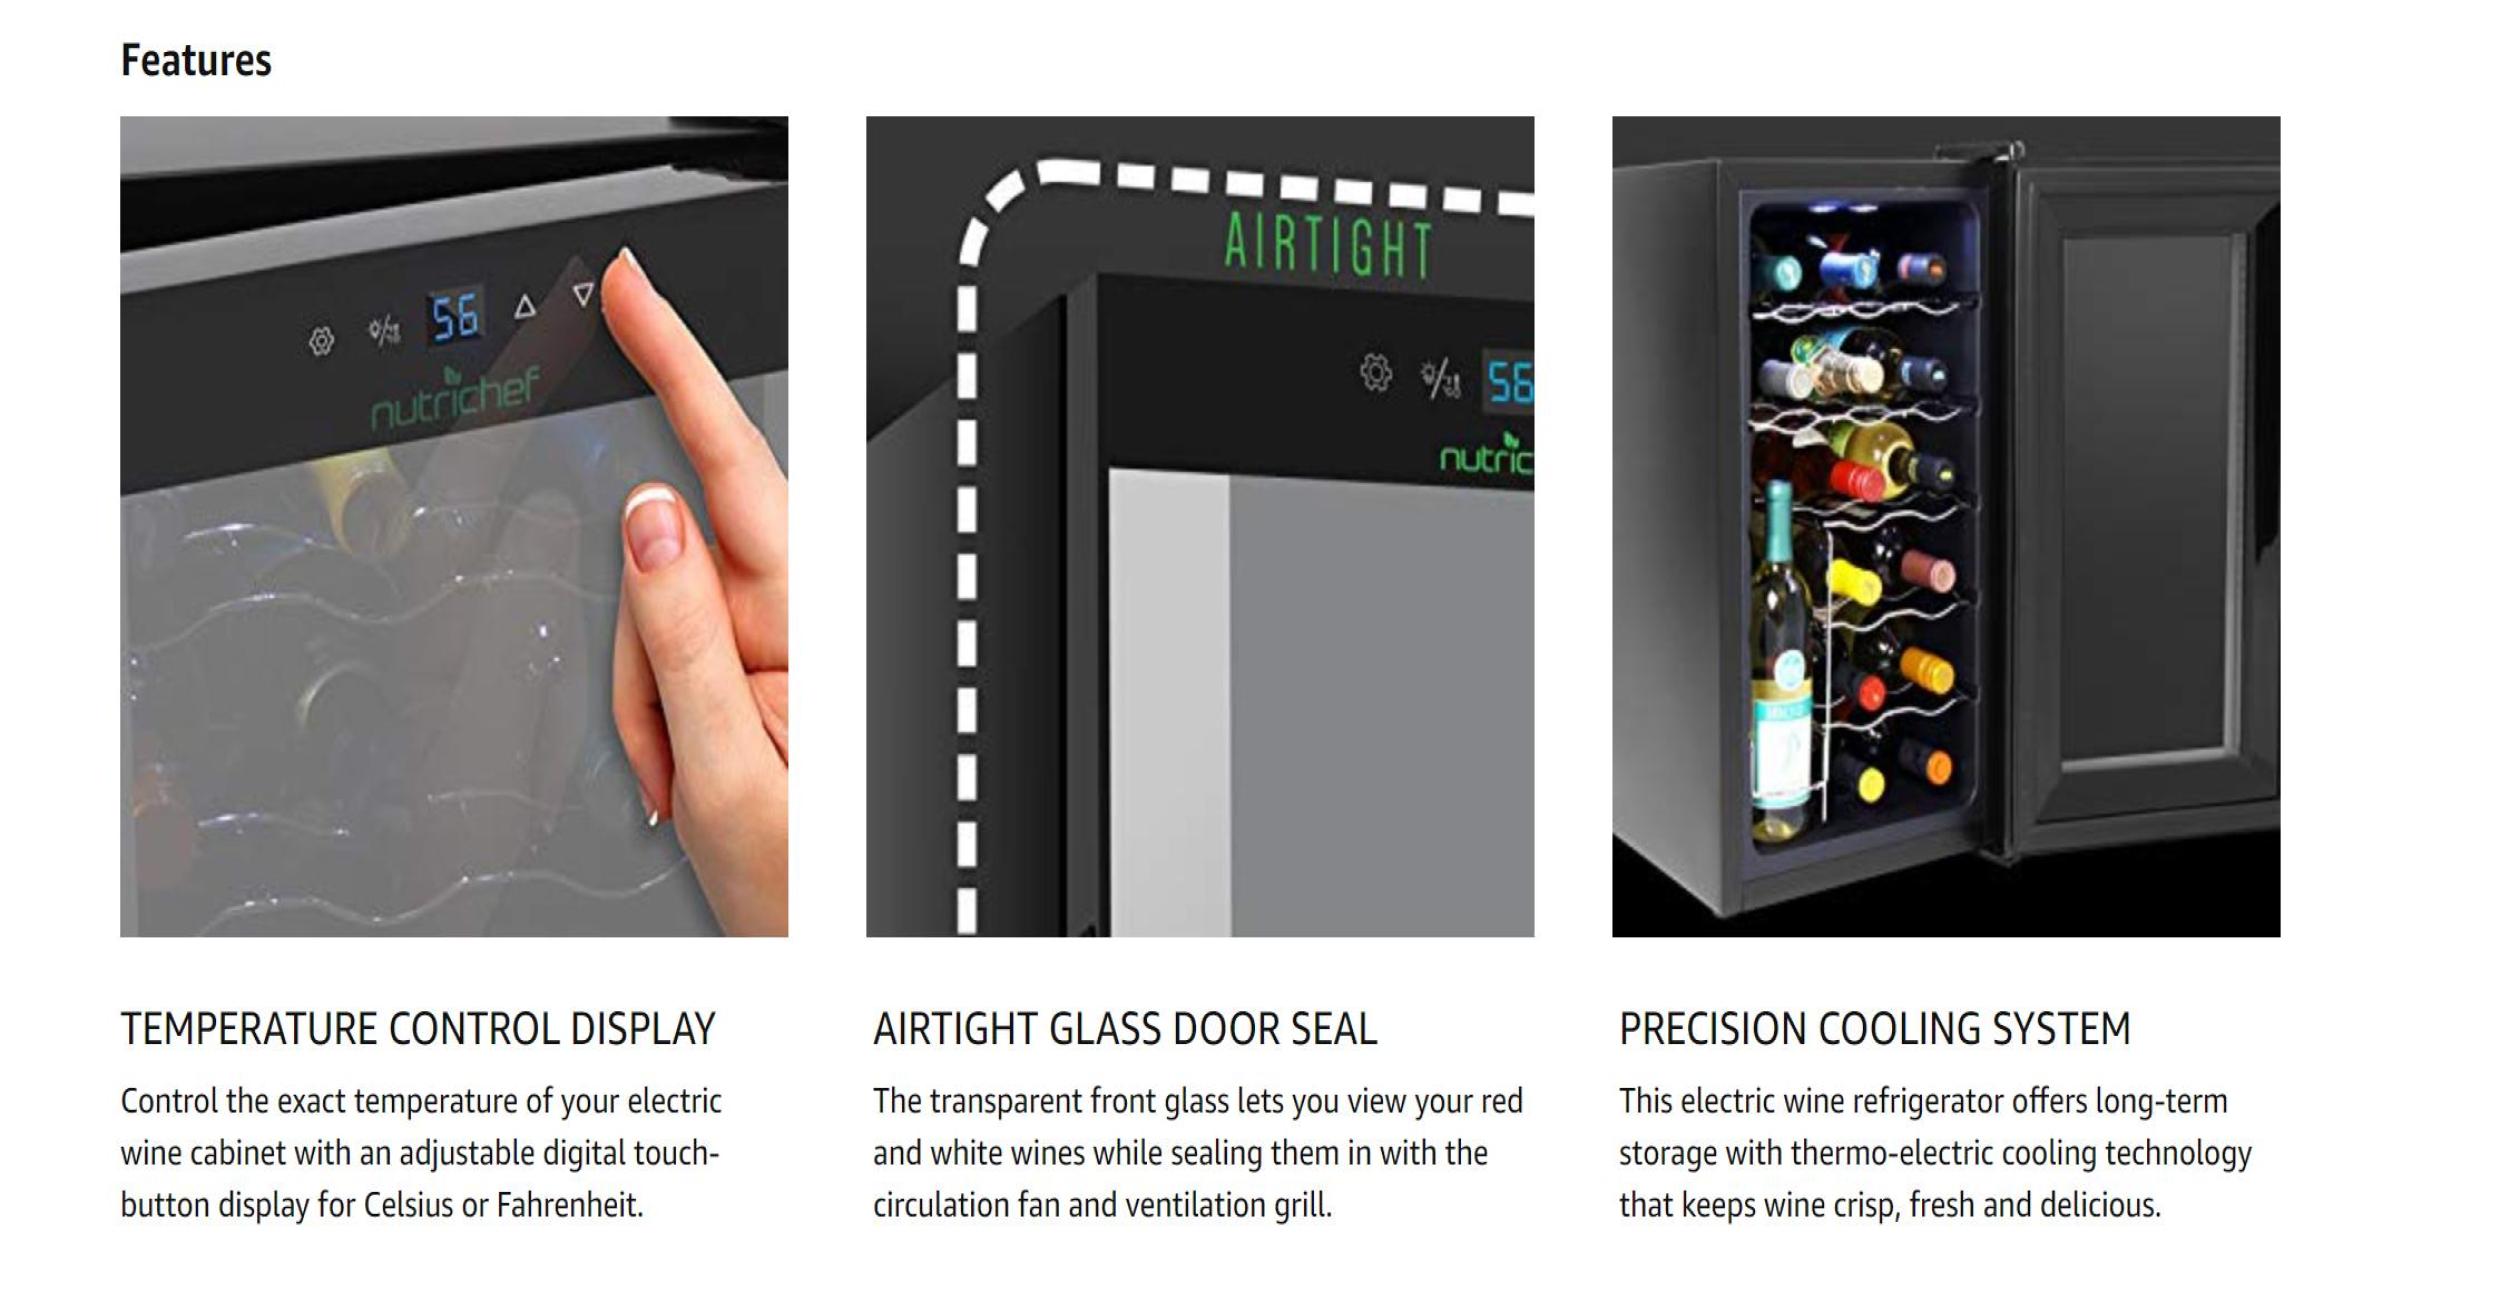 Features
56
nutrichef
AIRTIGHT
56
nutric
TEMPERATURE CONTROL DISPLAY
Control the exact temperature of your electric
wine cabinet with an adjustable digital touch-
button display for Celsius or Fahrenheit.
AIRTIGHT GLASS DOOR SEAL
The transparent front glass lets you view your red
and white wines while sealing them in with the
circulation fan and ventilation grill.
PRECISION COOLING SYSTEM
This electric wine refrigerator offers long-term
storage with thermo-electric cooling technology
that keeps wine crisp, fresh and delicious.